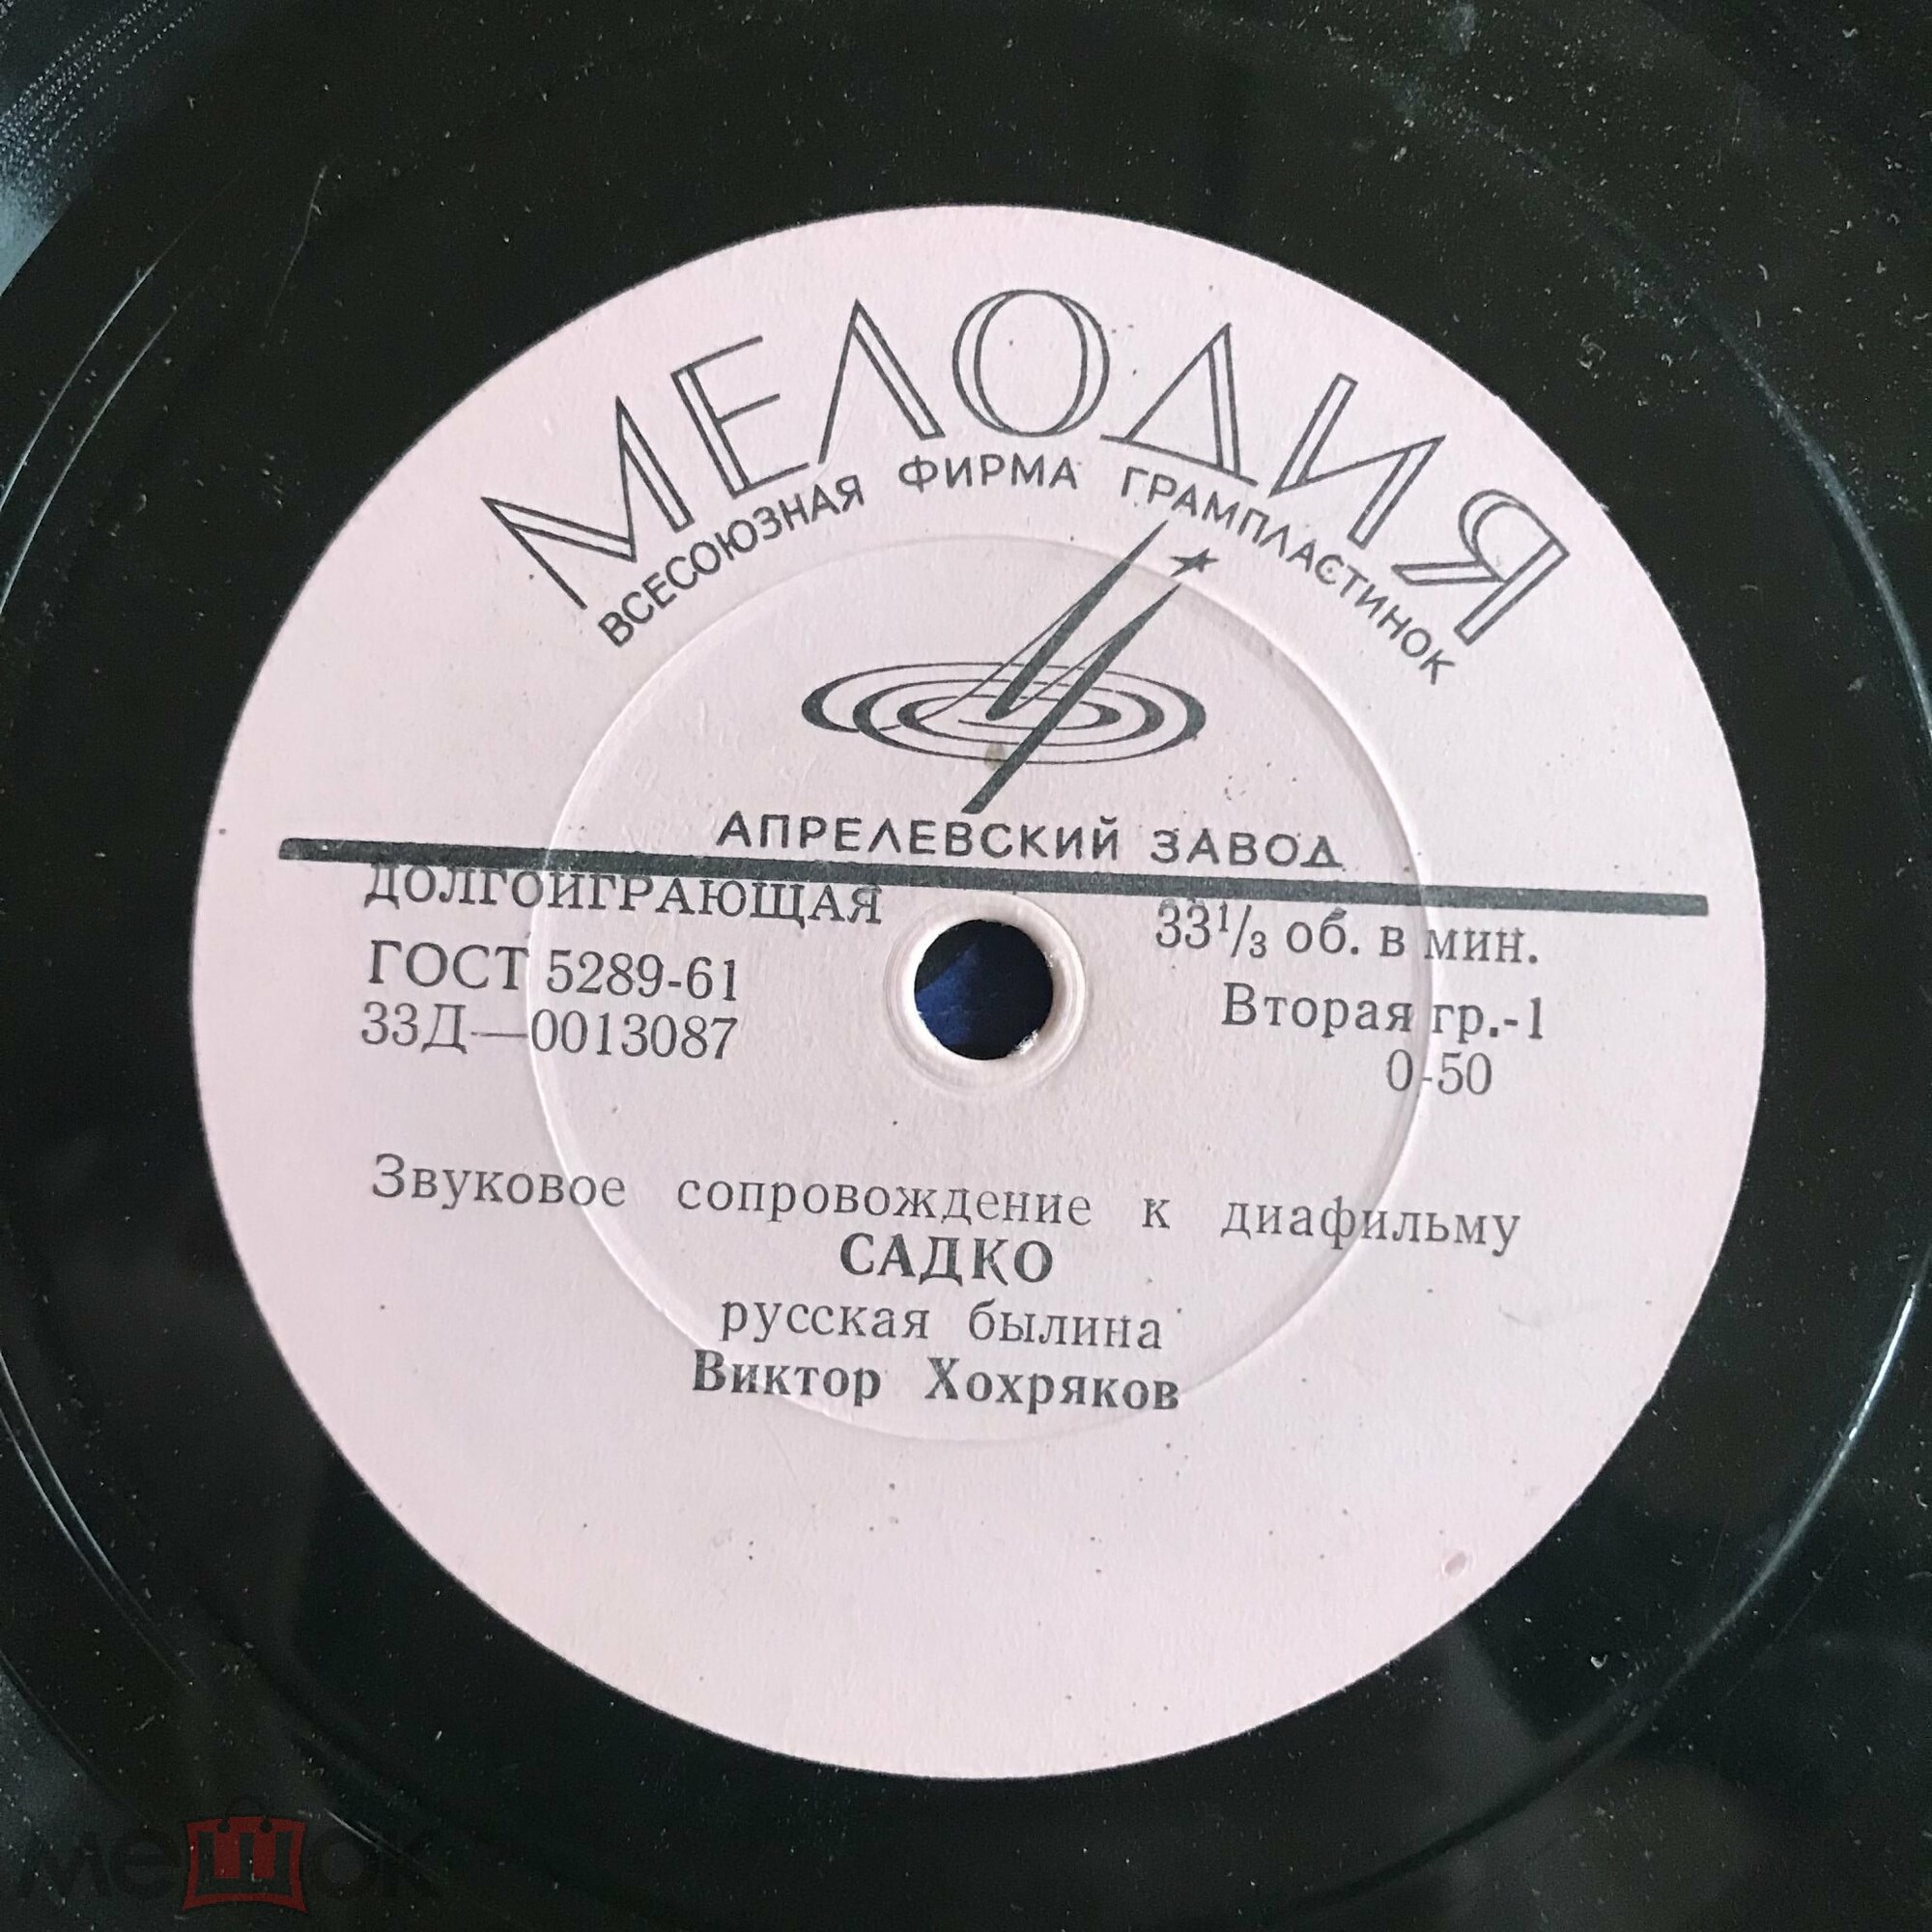 МЕЛОДИЯ
ВСЕСОЮЗНАЯ ФИРМА ГРАМПЛАСТИНОК
АПРЕЛЕВСКИЙ ЗАВОД
ДОЛГОИГРАЮЩАЯ
33⅓ об. в мин.
ГОСТ 5289-61
Вторая гр.-1
33Д—0013087
0-50
Звуковое сопровождение к диафильму
САДКО
русская былина
Виктор Хохряков
мешок